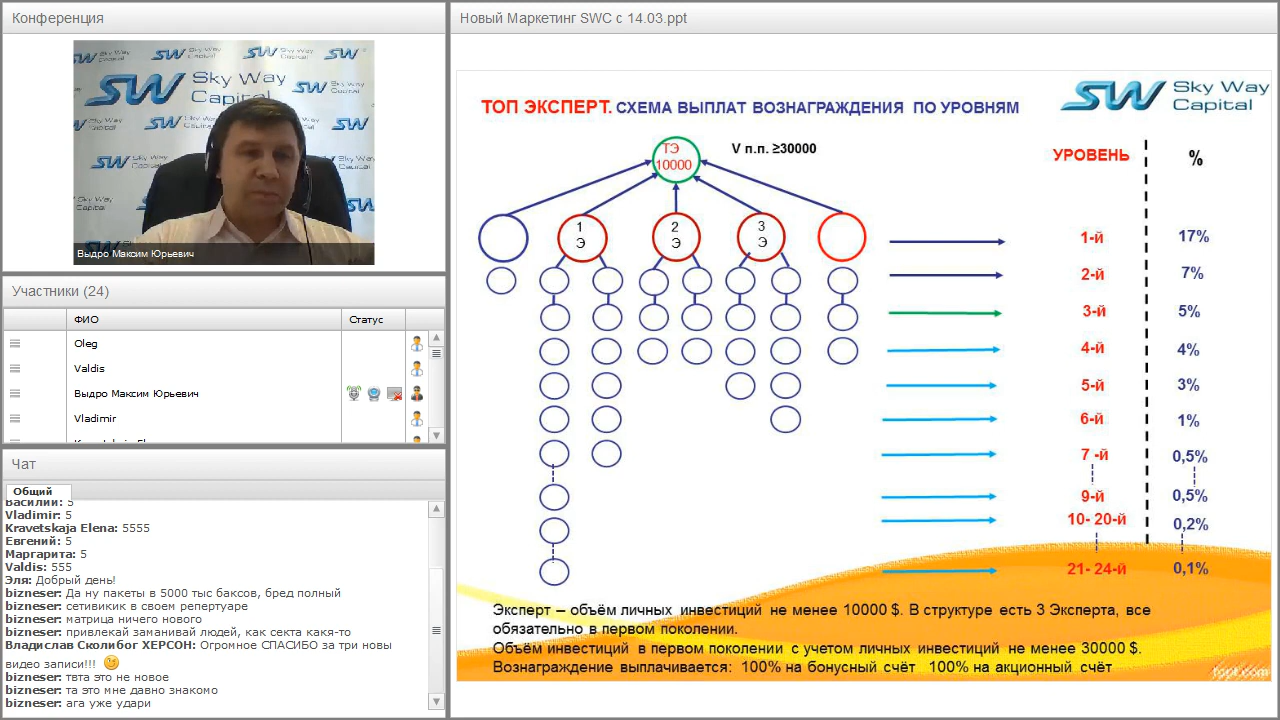 Конференция
SW Sky Way Capital
Выдро Максим Юрьевич
Участники (24)
ФИО
Статус
Oleg
Valdis
Выдро Максим Юрьевич
Vladimir
Чат
Общий
Василий: 5
Vladimir: 5
Kravetskaja Elena: 5555
Евгений: 5
Маргарита: 5
Valdis: 555
Эля: Добрый день!
bizneser: Да ну пакеты в 5000 тыс баксов, бред полный
bizneser: сетивикик в своем репертуаре
bizneser: матрица ничего нового
bizneser: привлекай заманивай людей, как секта какя-то
Владислав Сколибог ХЕРСОН: Огромное СПАСИБО за три новы
видео записи!!!
bizneser: твта это не новое
bizneser: та это мне давно знакомо
bizneser: ага уже удари
Новый Маркетинг SWC с 14.03.ppt
ТОП ЭКСПЕРТ. СХЕМА ВЫПЛАТ ВОЗНАГРАЖДЕНИЯ ПО УРОВНЯМ
SW Sky Way
Capital
ТЭ
10000
V п.п. ≥30000
УРОВЕНЬ
%
1
Э
2
Э
3
Э
1-й 17%
2-й 7%
3-й 5%
4-й 4%
5-й 3%
6-й 1%
7 -й 0,5%
9-й 0,5%
10- 20-й 0,2%
21- 24-й 0,1%
Эксперт – объём личных инвестиций не менее 10000 $. В структуре есть 3 Эксперта, все
обязательно в первом поколении.
Объём инвестиций в первом поколении с учетом личных инвестиций не менее 30000 $.
Вознаграждение выплачивается: 100% на бонусный счёт 100% на акционный счёт